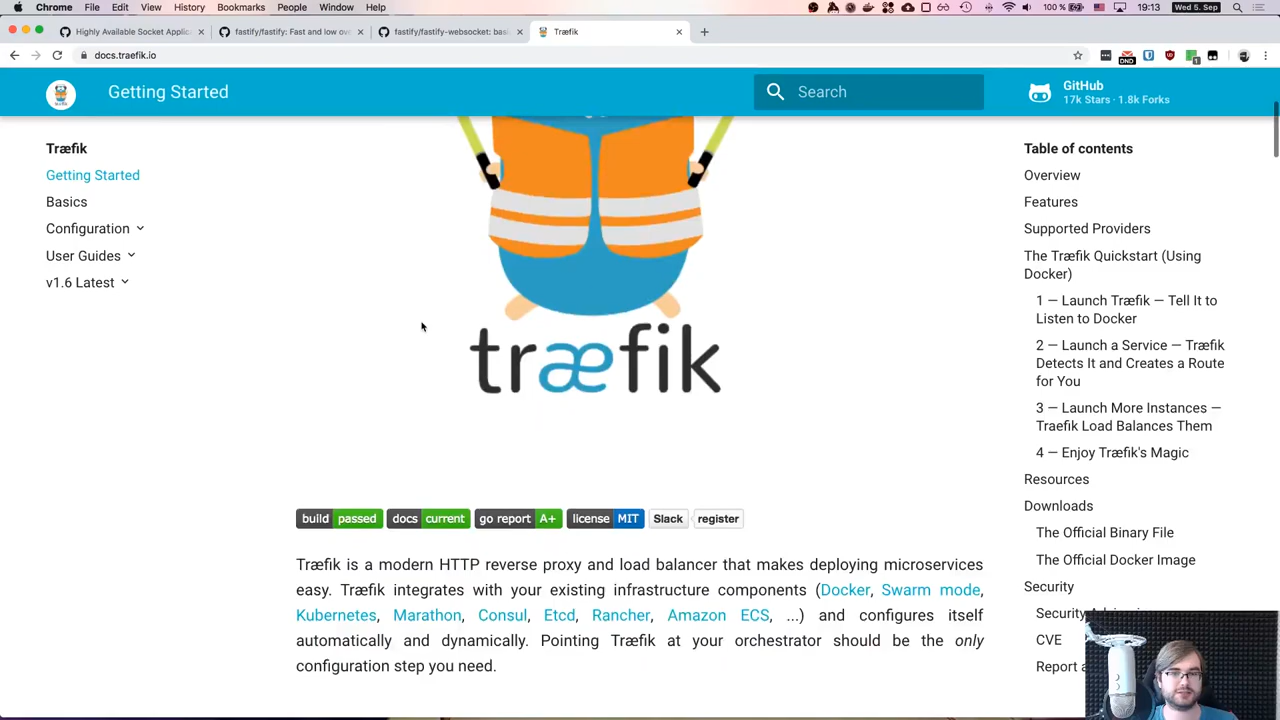 Chrome File Edit View History Bookmarks People Window Help
100 % 19:13 Wed 5. Sep
Highly Available Socket Applic
fastify/fastify: Fast and low ove
fastify/fastify-websocket: basi
Træfik
docs.traefik.io
DND
1
Getting Started
Search
GitHub
17k Stars · 1.8k Forks
Træfik
Getting Started
Basics
Configuration
User Guides
v1.6 Latest
træfik
build passed docs current go report A+ license MIT Slack register
Træfik is a modern HTTP reverse proxy and load balancer that makes deploying microservices
easy. Træfik integrates with your existing infrastructure components (Docker, Swarm mode,
Kubernetes, Marathon, Consul, Etcd, Rancher, Amazon ECS, ...) and configures itself
automatically and dynamically. Pointing Træfik at your orchestrator should be the only
configuration step you need.
Table of contents
Overview
Features
Supported Providers
The Træfik Quickstart (Using
Docker)
1 — Launch Træfik — Tell It to
Listen to Docker
2 — Launch a Service — Træfik
Detects It and Creates a Route
for You
3 — Launch More Instances —
Traefik Load Balances Them
4 — Enjoy Træfik's Magic
Resources
Downloads
The Official Binary File
The Official Docker Image
Security
Security
CVE
Report